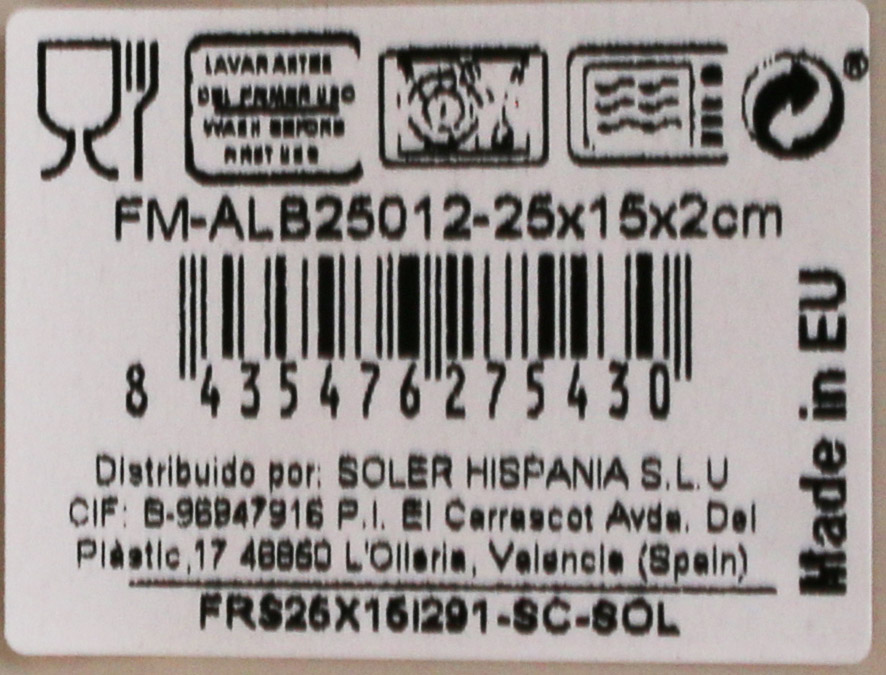 LAVAR ANTES
DEL PRIMER USO
WASH BEFORE
FIRST USE
®
FM-ALB25012-25x15x2cm
8 435476 275430
Made in EU
Distribuido por: SOLER HISPANIA S.L.U
CIF: B-96947916 P.I. El Carrascot Avda. Del
Plàstic,17 46860 L'Olleria, Valencia (Spain)
FRS25X15I291-SC-SOL